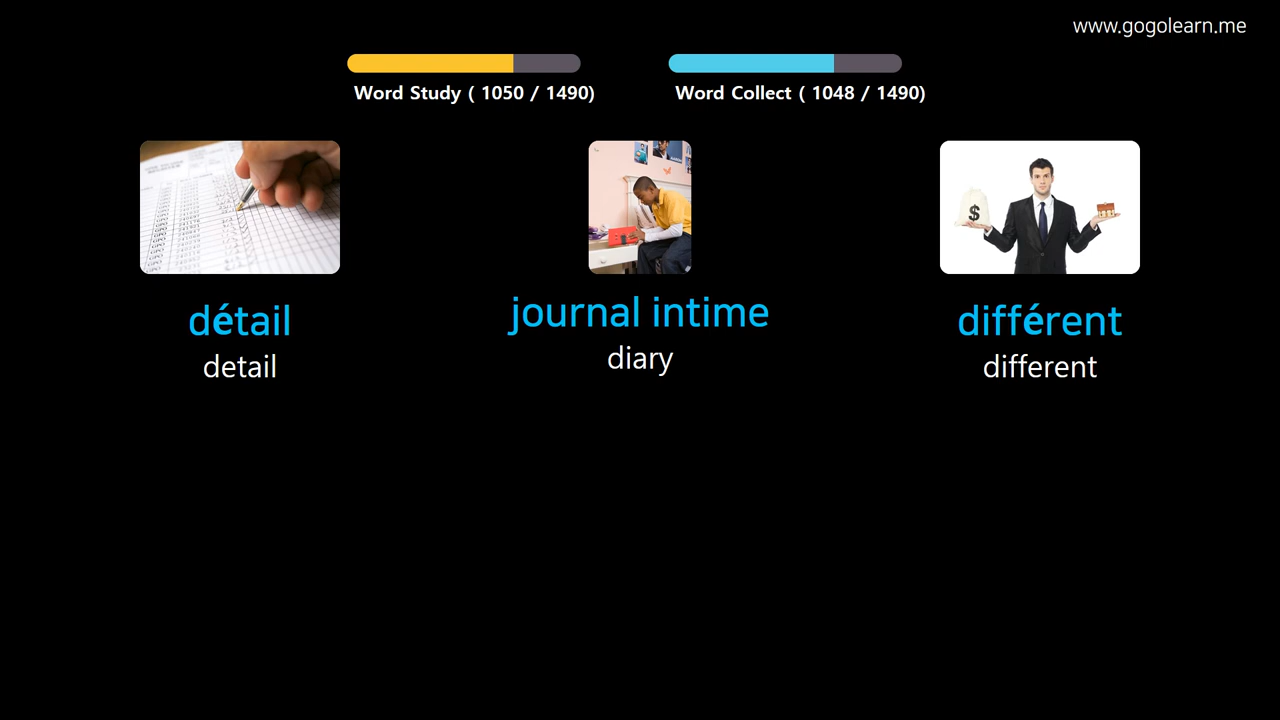 www.gogolearn.me
Word Study ( 1050 / 1490)
Word Collect ( 1048 / 1490)
détail
detail
journal intime
diary
différent
different
$